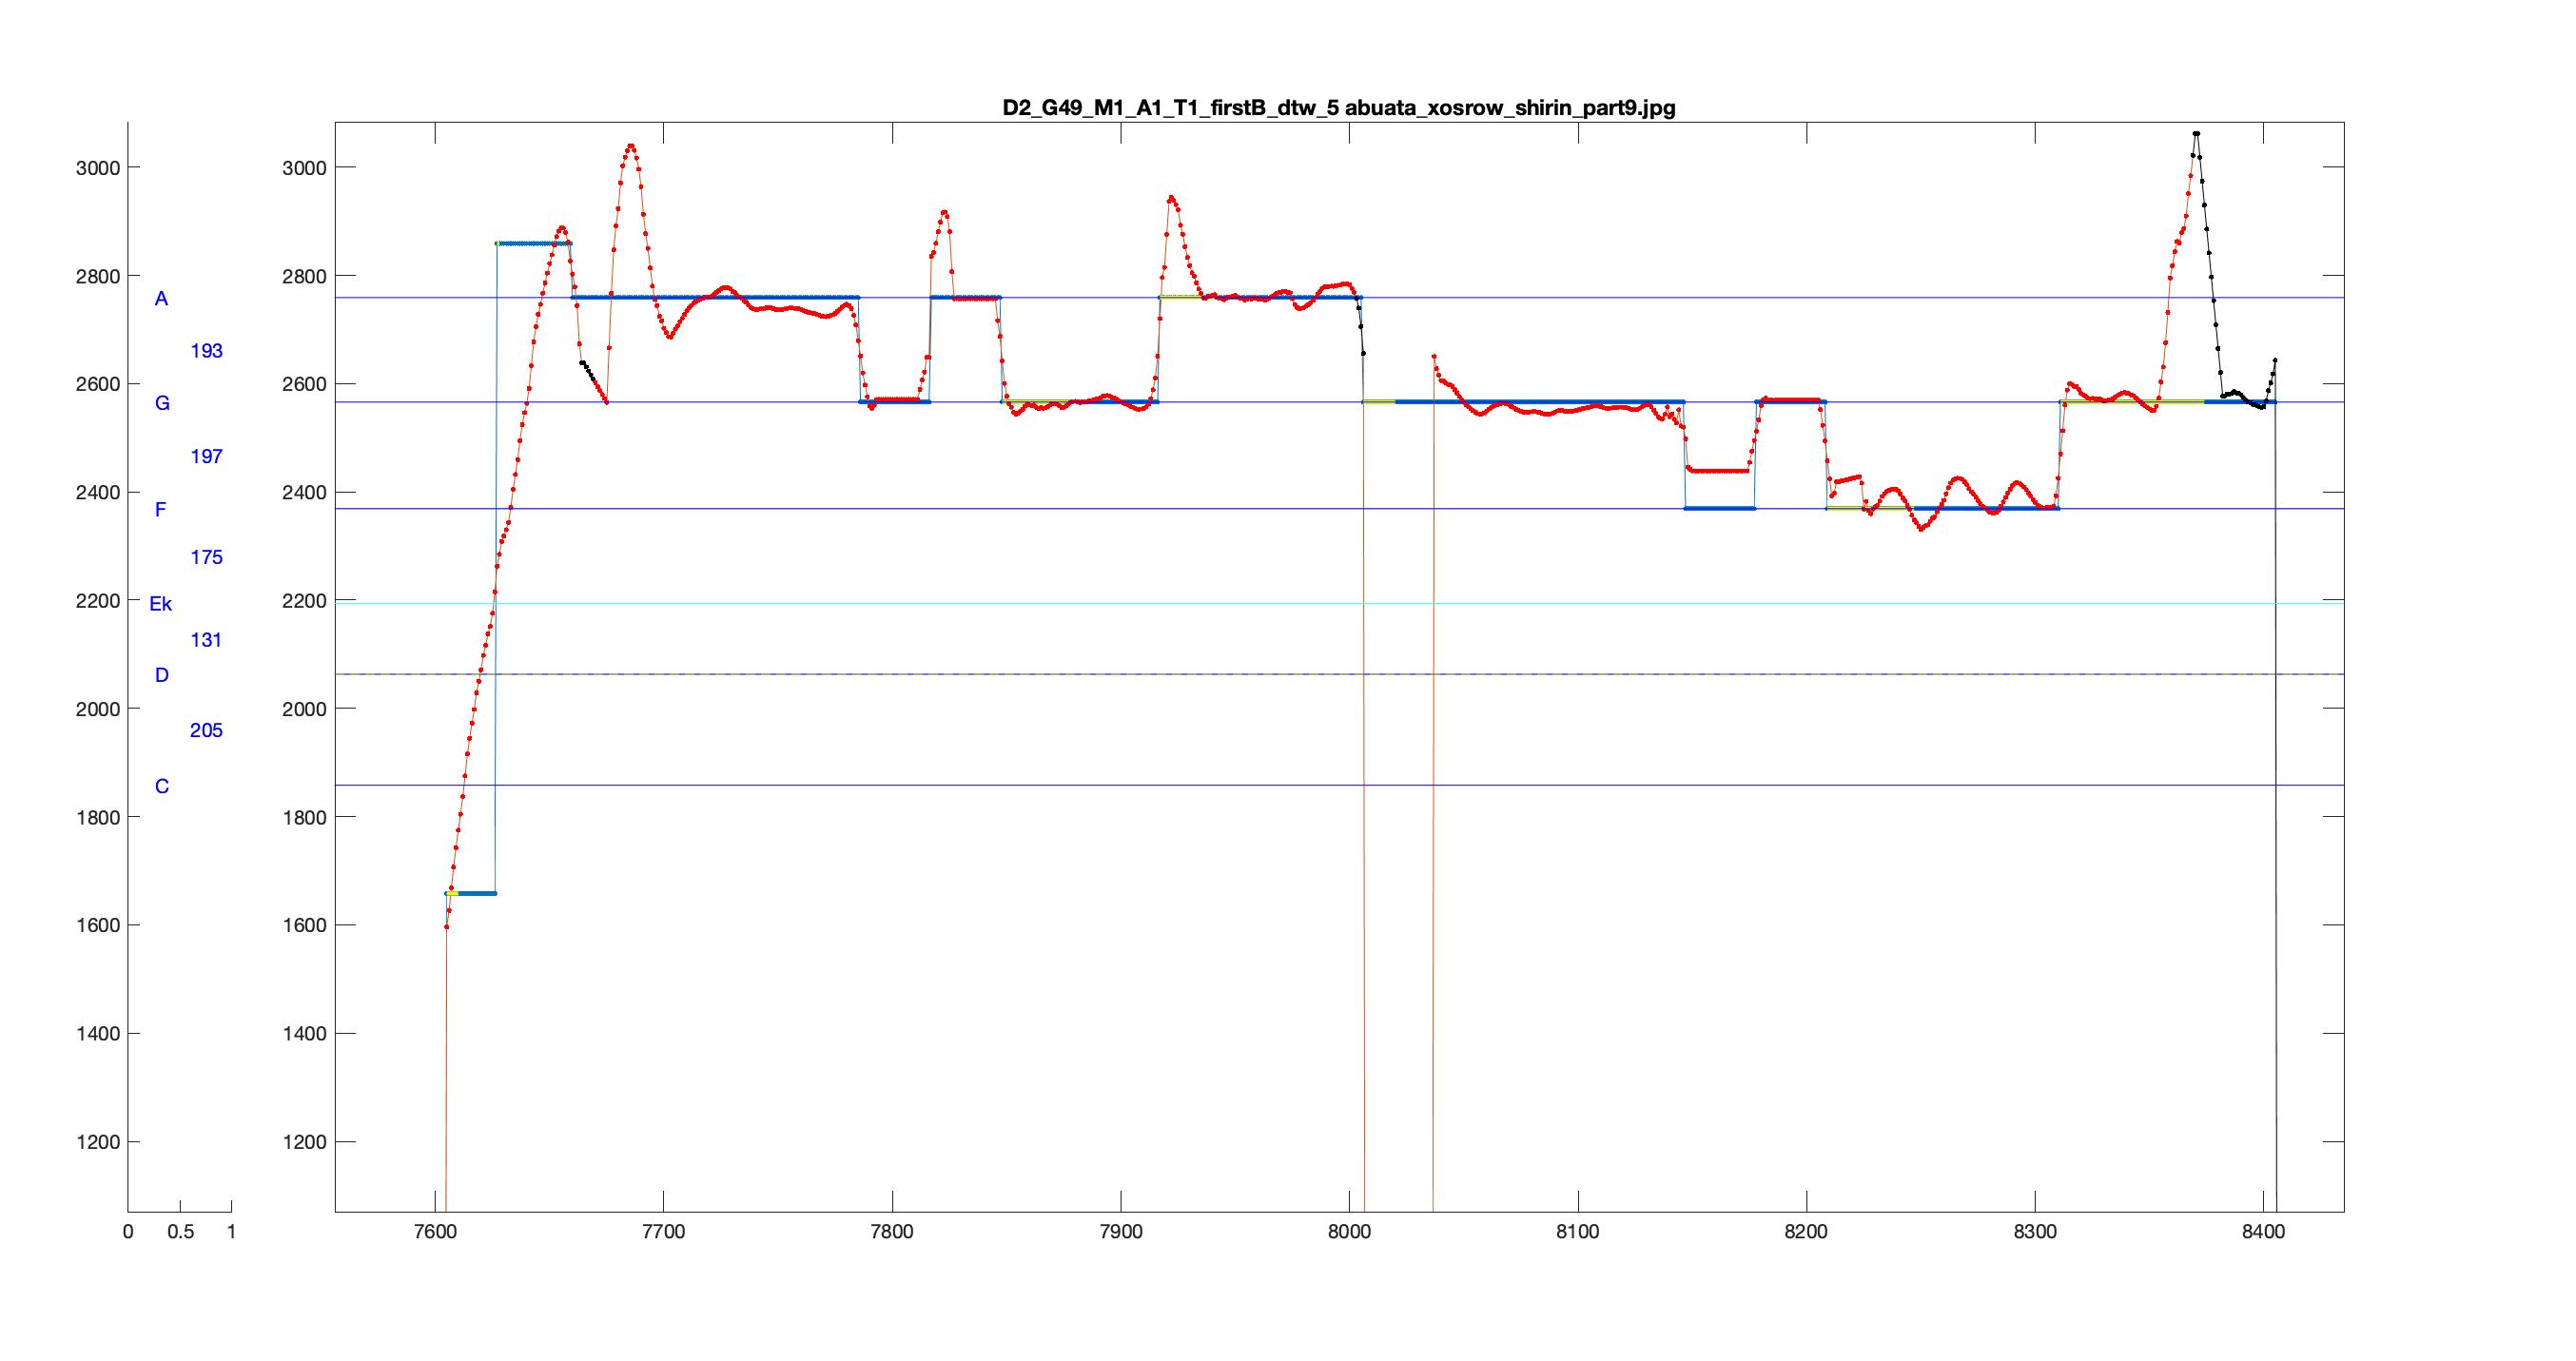 D2_G49_M1_A1_T1_firstB_dtw_5 abuata_xosrow_shirin_part9.jpg
3000 3000
2800 2800
A
193
2600 2600
G
197
2400 2400
F
175
2200 Ek 2200
131
D
2000 205 2000
C
1800 1800
1600 1600
1400 1400
1200 1200
0 0.5 1 7600 7700 7800 7900 8000 8100 8200 8300 8400